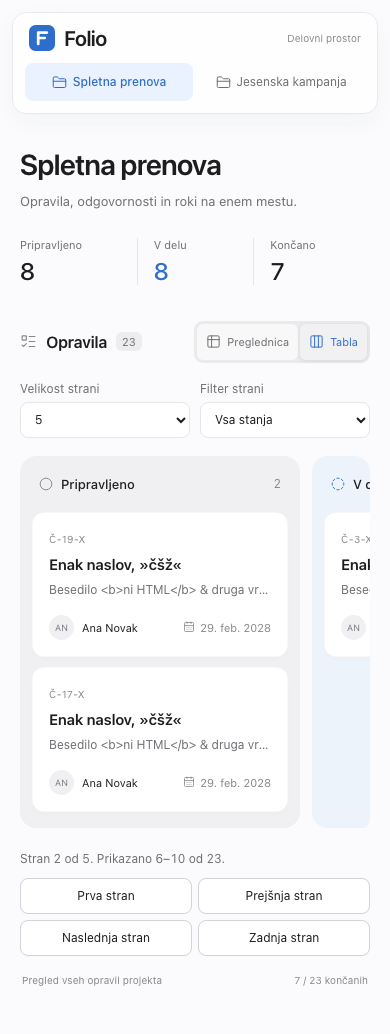 Folio
Delovni prostor
Spletna prenova
Jesenska kampanja
Spletna prenova
Opravila, odgovornosti in roki na enem mestu.
Pripravljeno
8
V delu
8
Končano
7
Opravila 23
Preglednica
Tabla
Velikost strani
5
Filter strani
Vsa stanja
Pripravljeno 2
Č-19-X
Enak naslov, »čšž«
Besedilo <b>ni HTML</b> & druga vr...
AN Ana Novak 29. feb. 2028
Č-17-X
Enak naslov, »čšž«
Besedilo <b>ni HTML</b> & druga vr...
AN Ana Novak 29. feb. 2028
V d
Č-3-X
Enak
Bese
AN
Stran 2 od 5. Prikazano 6–10 od 23.
Prva stran
Prejšnja stran
Naslednja stran
Zadnja stran
Pregled vseh opravil projekta
7 / 23 končanih